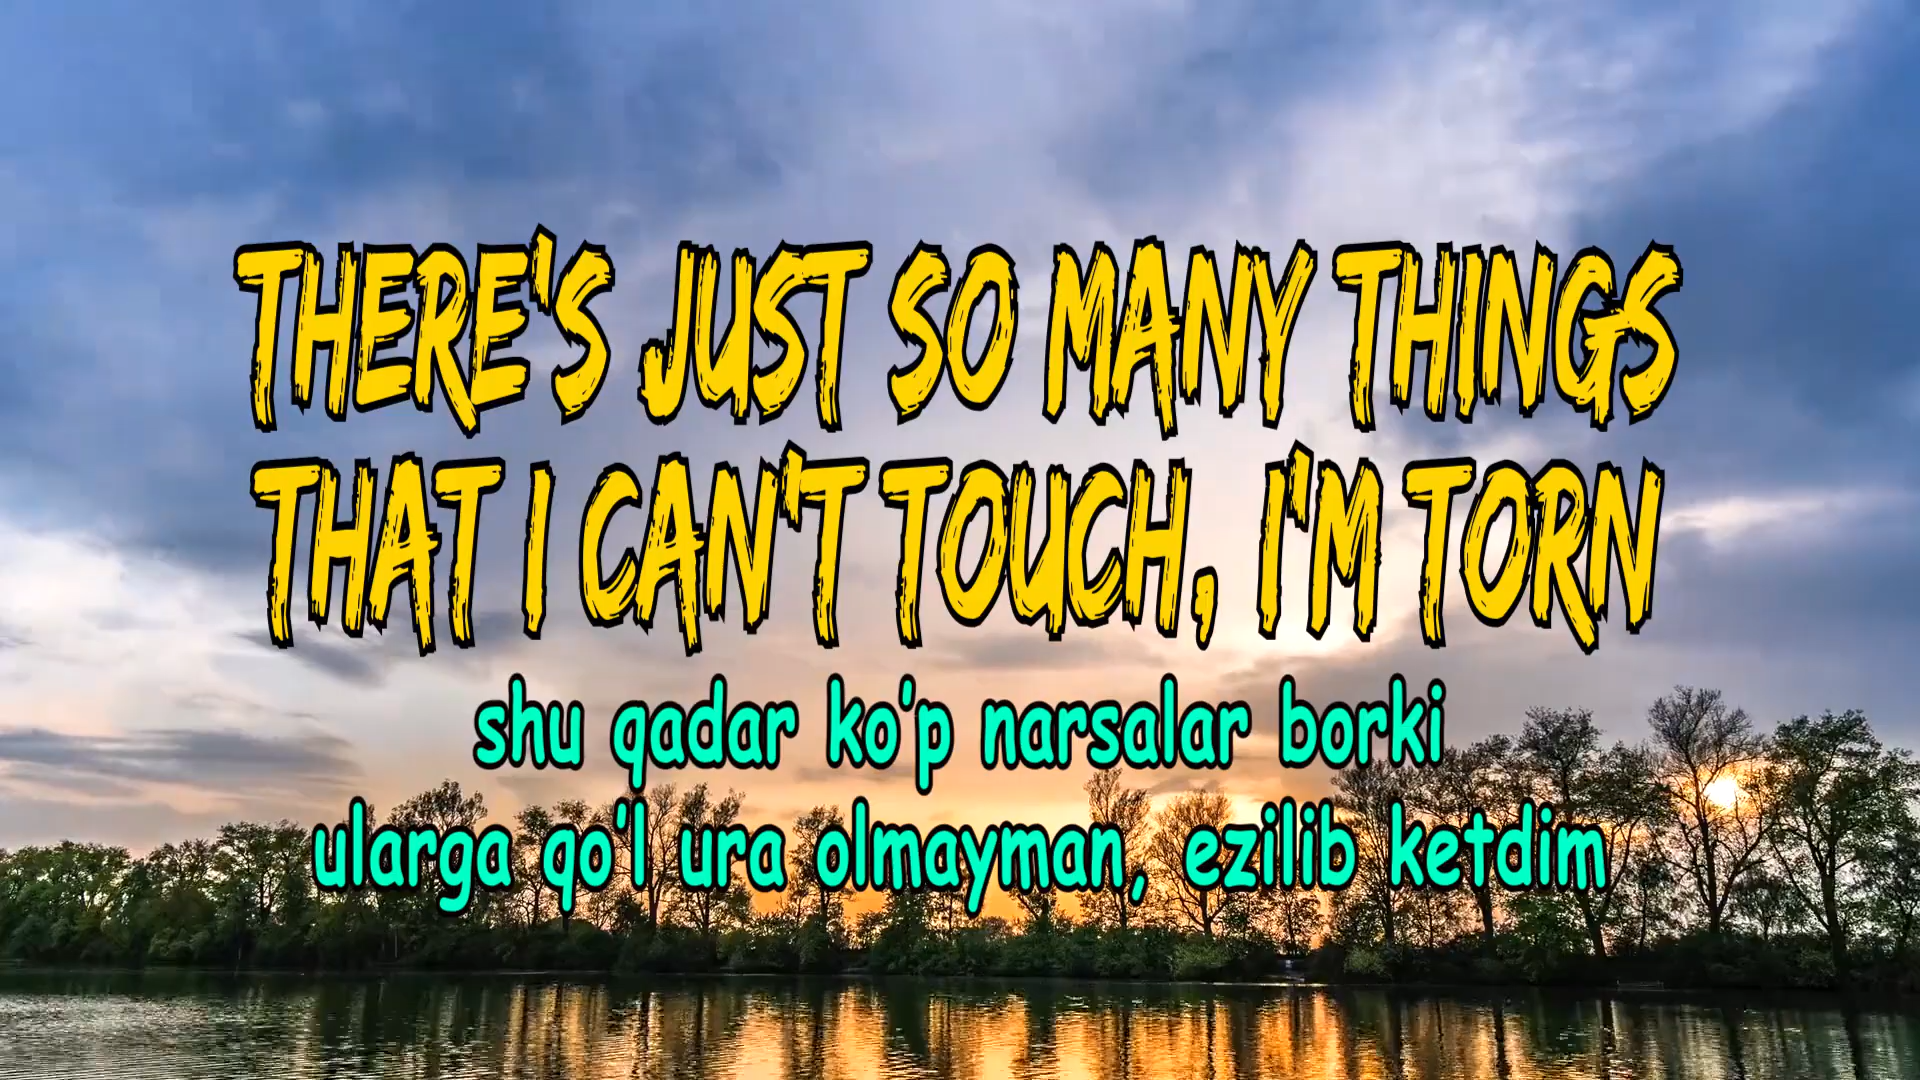 THERE'S JUST SO MANY THINGS
THAT I CAN'T TOUCH, I'M TORN
shu qadar ko'p narsalar borki
ularga qo'l ura olmayman, ezilib ketdim